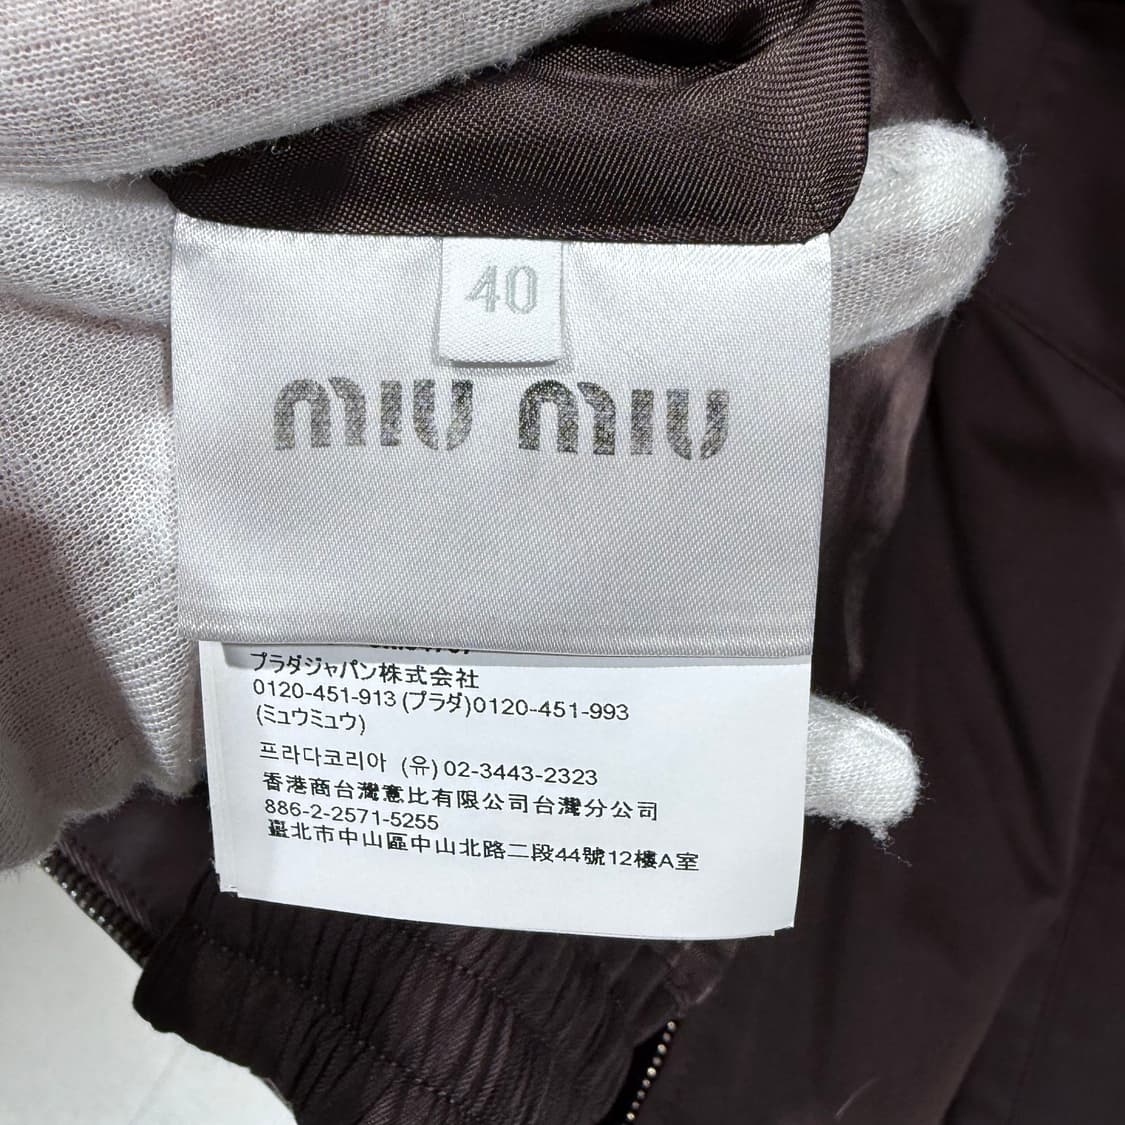 40
miu miu
プラダジャパン株式会社
0120-451-913 (プラダ)0120-451-993
(ミュウミュウ)
프라다코리아 (유) 02-3443-2323
香港商台灣意比有限公司台灣分公司
886-2-2571-5255
臺北市中山區中山北路二段44號12樓A室